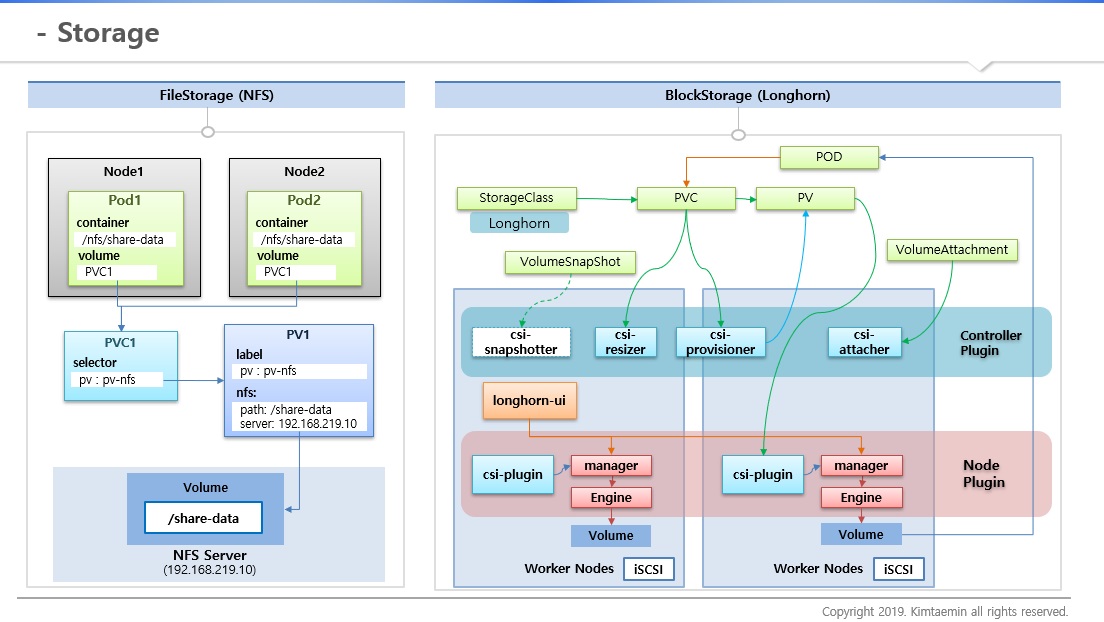 - Storage
FileStorage (NFS)
Node1
Pod1
container
/nfs/share-data
volume
PVC1
Node2
Pod2
container
/nfs/share-data
volume
PVC1
PVC1
selector
pv : pv-nfs
PV1
label
pv : pv-nfs
nfs:
path: /share-data
server: 192.168.219.10
Volume
/share-data
NFS Server
(192.168.219.10)
BlockStorage (Longhorn)
POD
StorageClass
Longhorn
PVC
PV
VolumeSnapShot
VolumeAttachment
csi-
snapshotter
csi-
resizer
csi-
provisioner
csi-
attacher
Controller
Plugin
longhorn-ui
csi-plugin
manager
Engine
Volume
csi-plugin
manager
Engine
Volume
Node
Plugin
Worker Nodes
iSCSI
Worker Nodes
iSCSI
Copyright 2019. Kimtaemin all rights reserved.